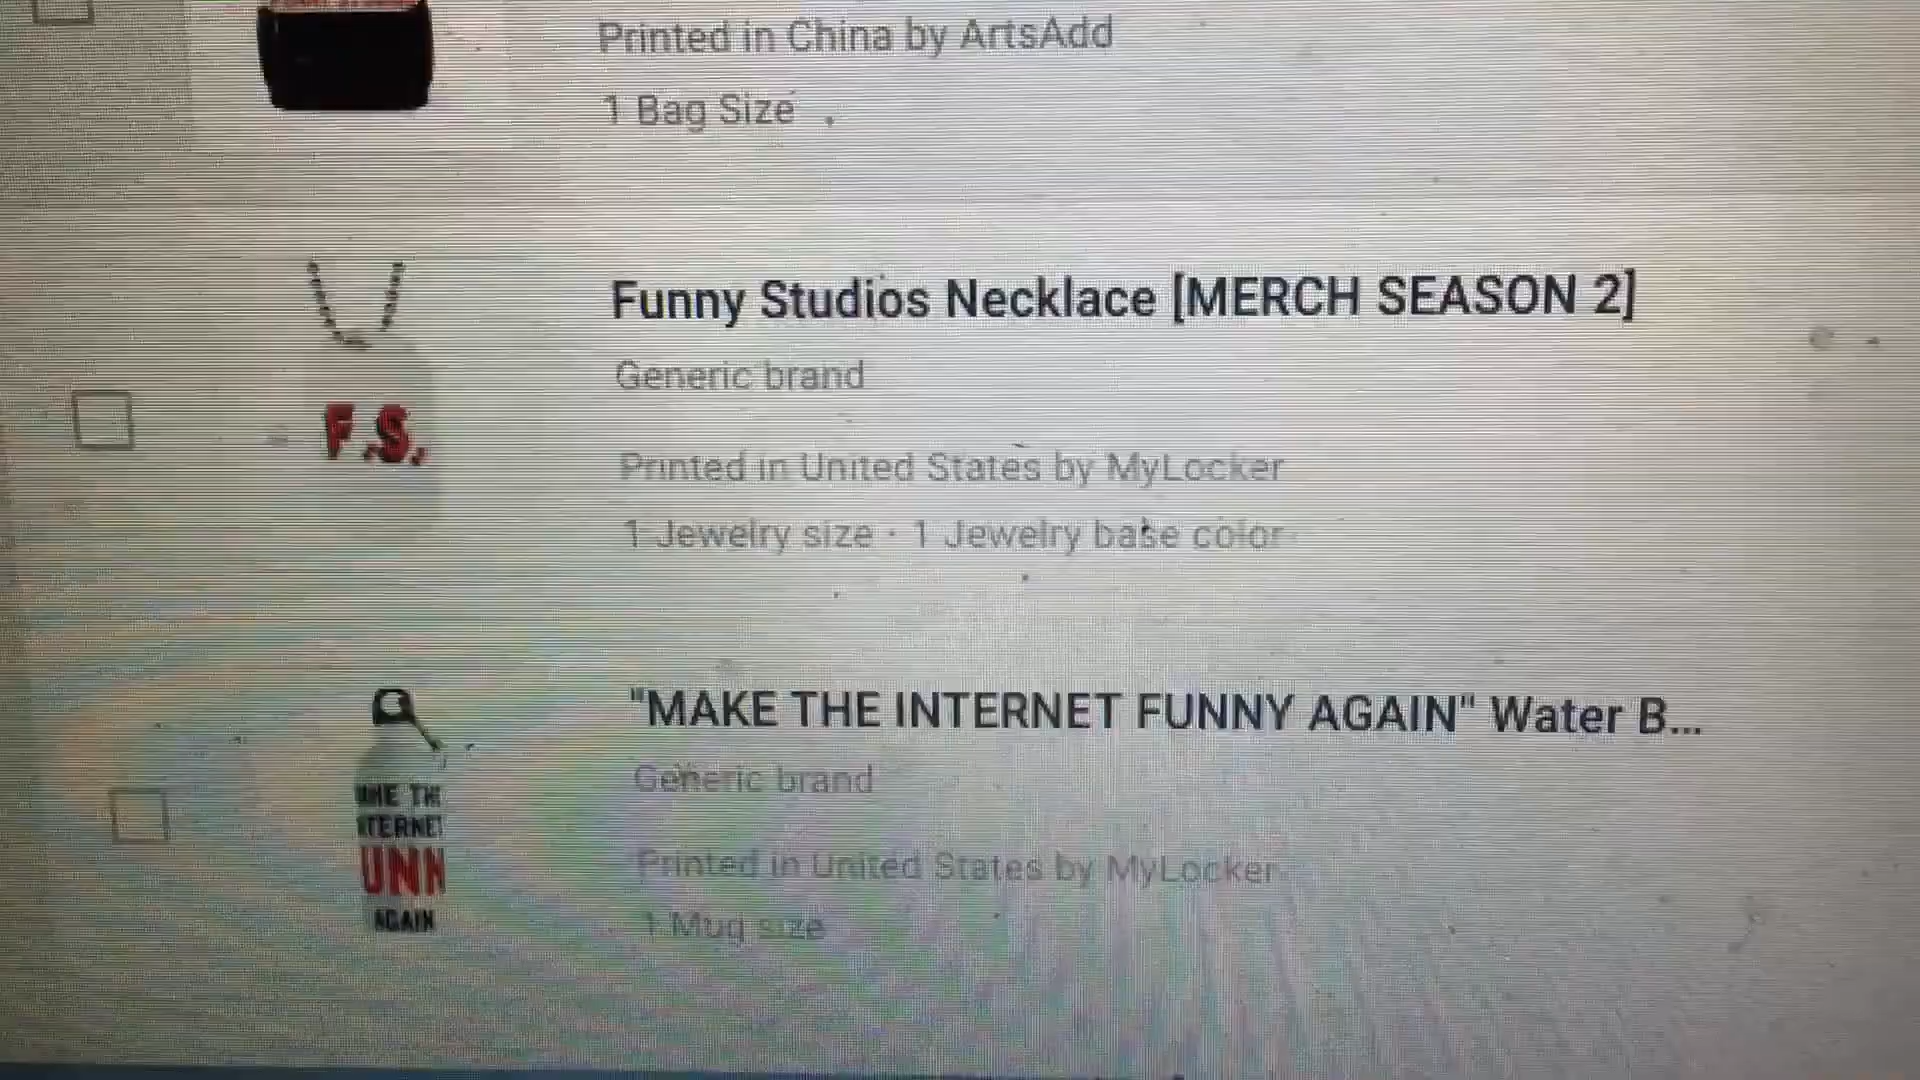 Printed in China by ArtsAdd
1 Bag Size
Funny Studios Necklace [MERCH SEASON 2]
Generic brand
F.S.
Printed in United States by MyLocker
1 Jewelry size · 1 Jewelry base color
"MAKE THE INTERNET FUNNY AGAIN" Water B...
Generic brand
TERNET
UNN
AGAIN
Printed in United States by MyLocker
1 Mug size